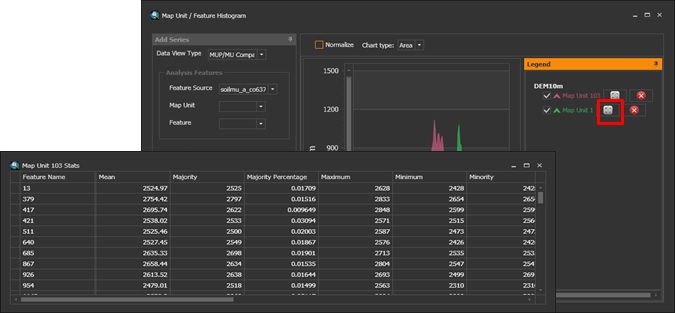 Map Unit / Feature Histogram
Add Series
Data View Type MUP/MU Compa
Analysis Features
Feature Source soilmu_a_co637
Map Unit
Feature
Normalize Chart type: Area
1500
1200
900
Legend
DEM10m
Map Unit 103
Map Unit 1
Map Unit 103 Stats
Feature Name Mean Majority Majority Percentage Maximum Minimum Minority
13 2524.97 2525 0.01709 2628 2428 2428
379 2754.42 2797 0.01516 2833 2654 265
417 2695.74 2622 0.009649 2848 2599 259
421 2538.02 2533 0.03094 2571 2515 251
511 2525.46 2500 0.02003 2587 2473 247
640 2527.45 2549 0.01867 2576 2426 242
685 2635.33 2698 0.01901 2713 2535 253
867 2658.44 2634 0.01535 2804 2547 254
926 2613.52 2638 0.01644 2693 2499 269
954 2479.01 2518 0.01499 2563 2310 2310